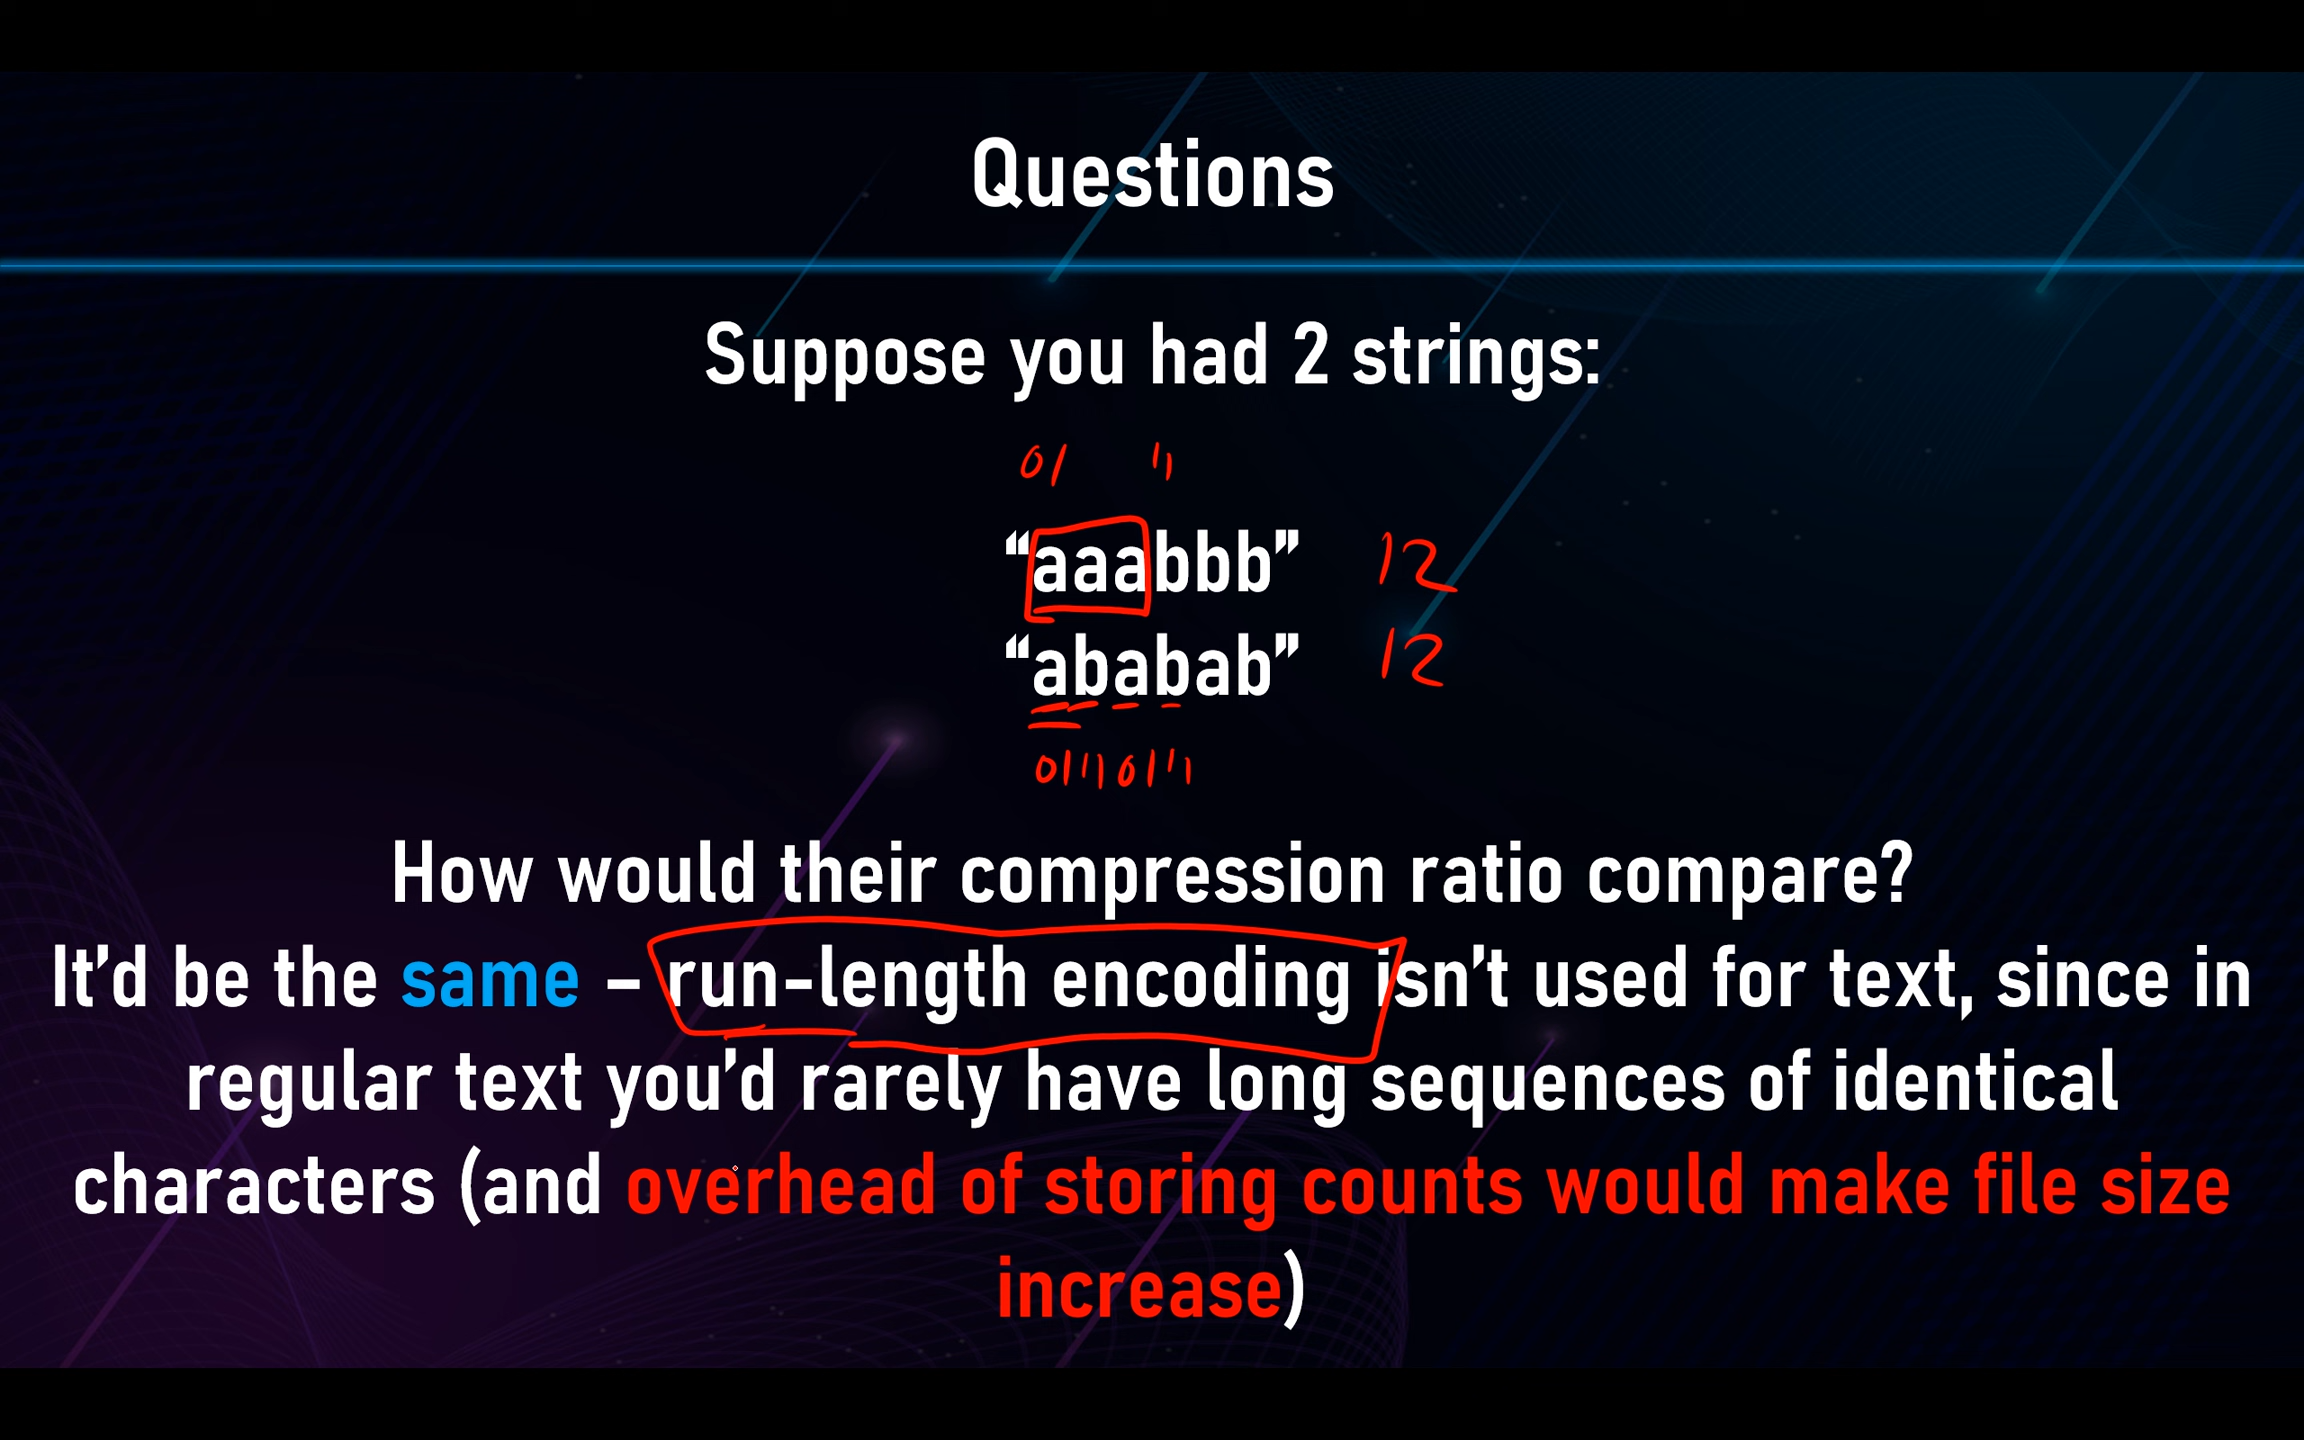 Questions
Suppose you had 2 strings:
01 11
“aaabbb” 12
“ababab” 12
01110111
How would their compression ratio compare?
It’d be the same – run-length encoding isn’t used for text, since in
regular text you’d rarely have long sequences of identical
characters (and overhead of storing counts would make file size
increase)